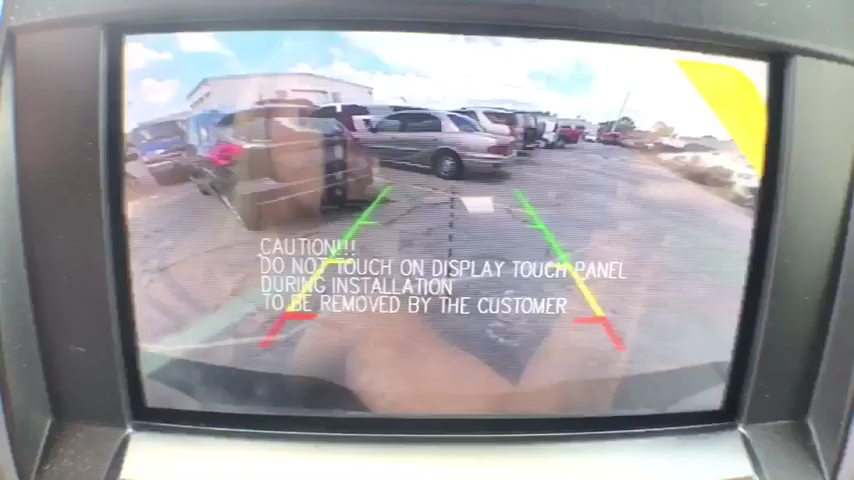 CAUTION!!!
DO NOT TOUCH ON DISPLAY TOUCH PANEL
DURING INSTALLATION
TO BE REMOVED BY THE CUSTOMER